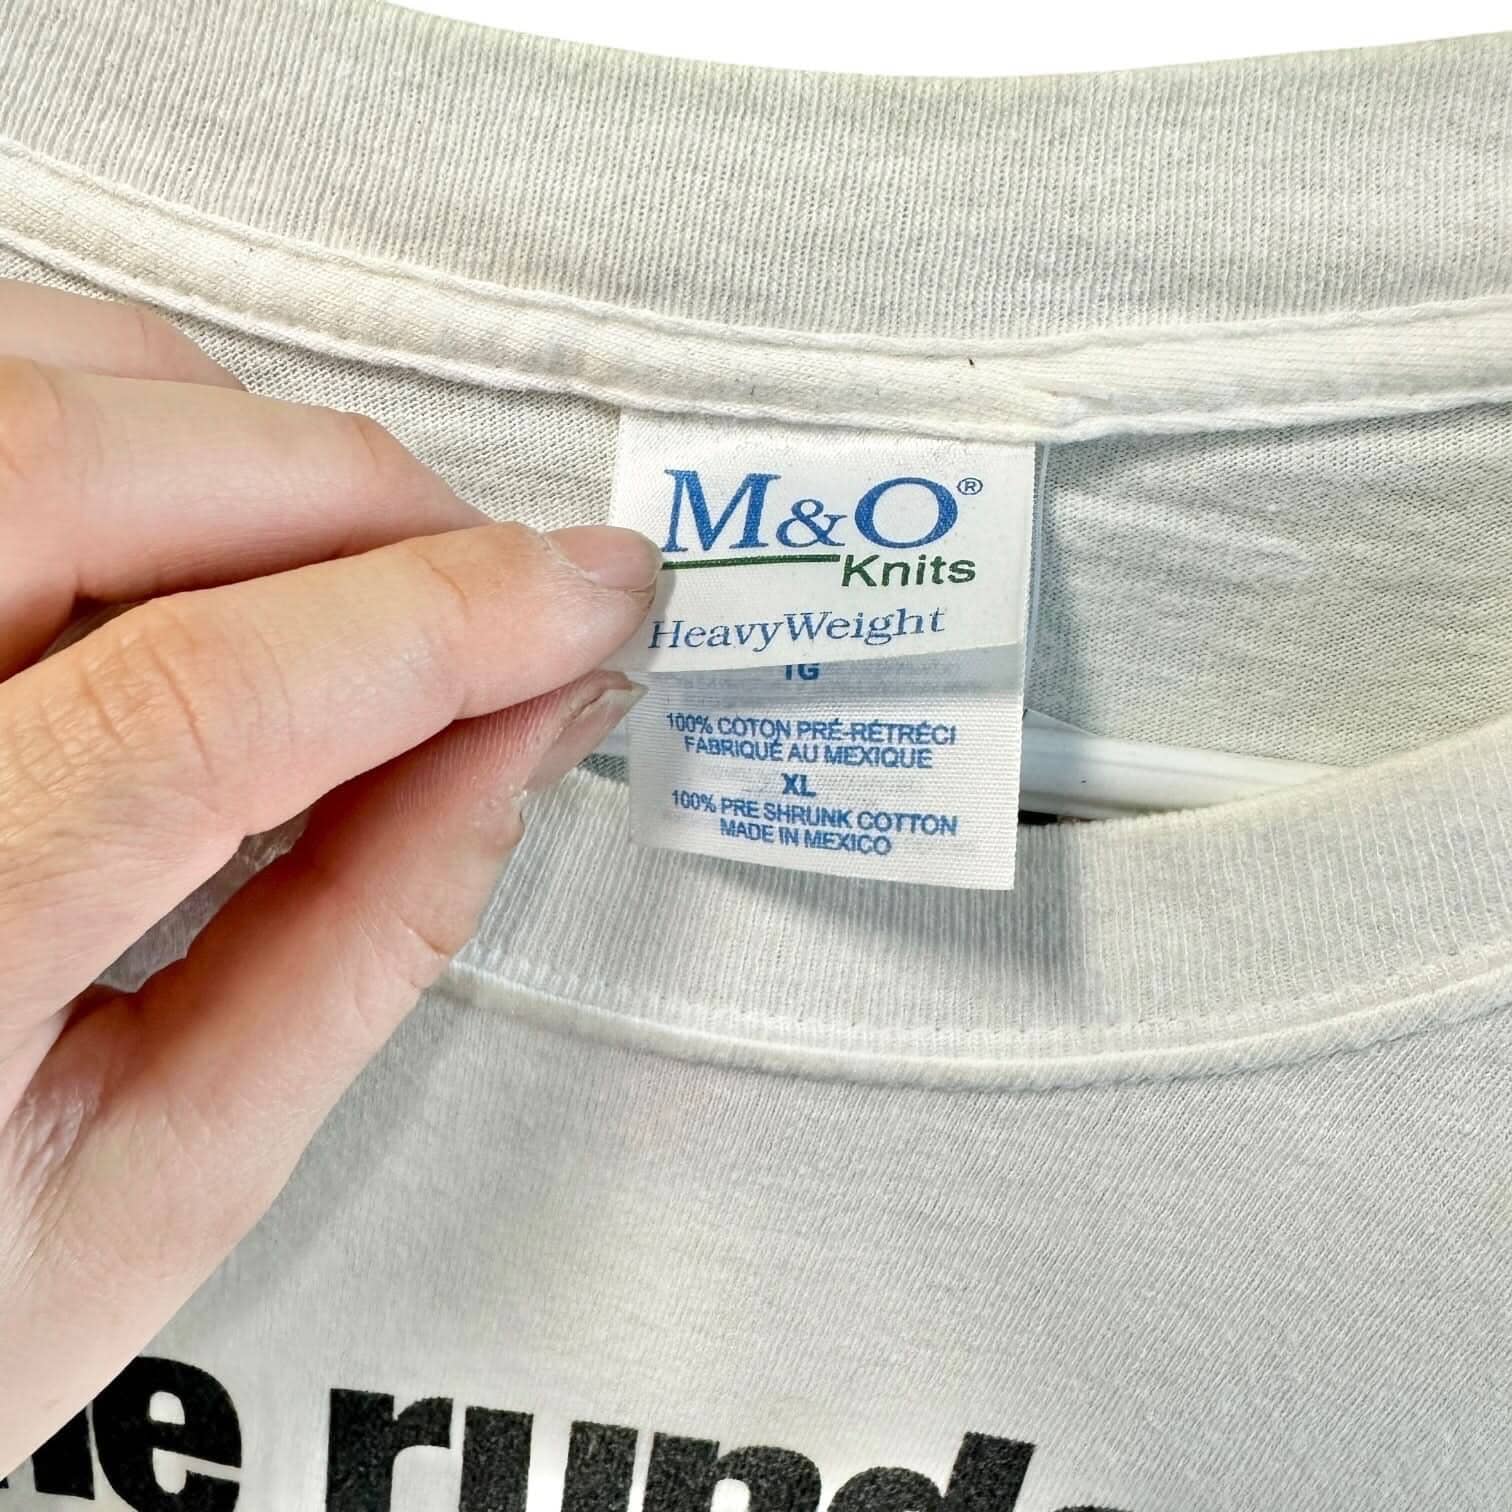 M&O®
Knits
HeavyWeight
TG
100% COTON PRÉ-RÉTRÉCI
FABRIQUÉ AU MEXIQUE
XL
100% PRE SHRUNK COTTON
MADE IN MEXICO